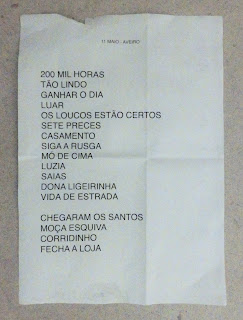 11 MAIO . AVEIRO
200 MIL HORAS
TÃO LINDO
GANHAR O DIA
LUAR
OS LOUCOS ESTÃO CERTOS
SETE PRECES
CASAMENTO
SIGA A RUSGA
MÓ DE CIMA
LUZIA
SAIAS
DONA LIGEIRINHA
VIDA DE ESTRADA
CHEGARAM OS SANTOS
MOÇA ESQUIVA
CORRIDINHO
FECHA A LOJA